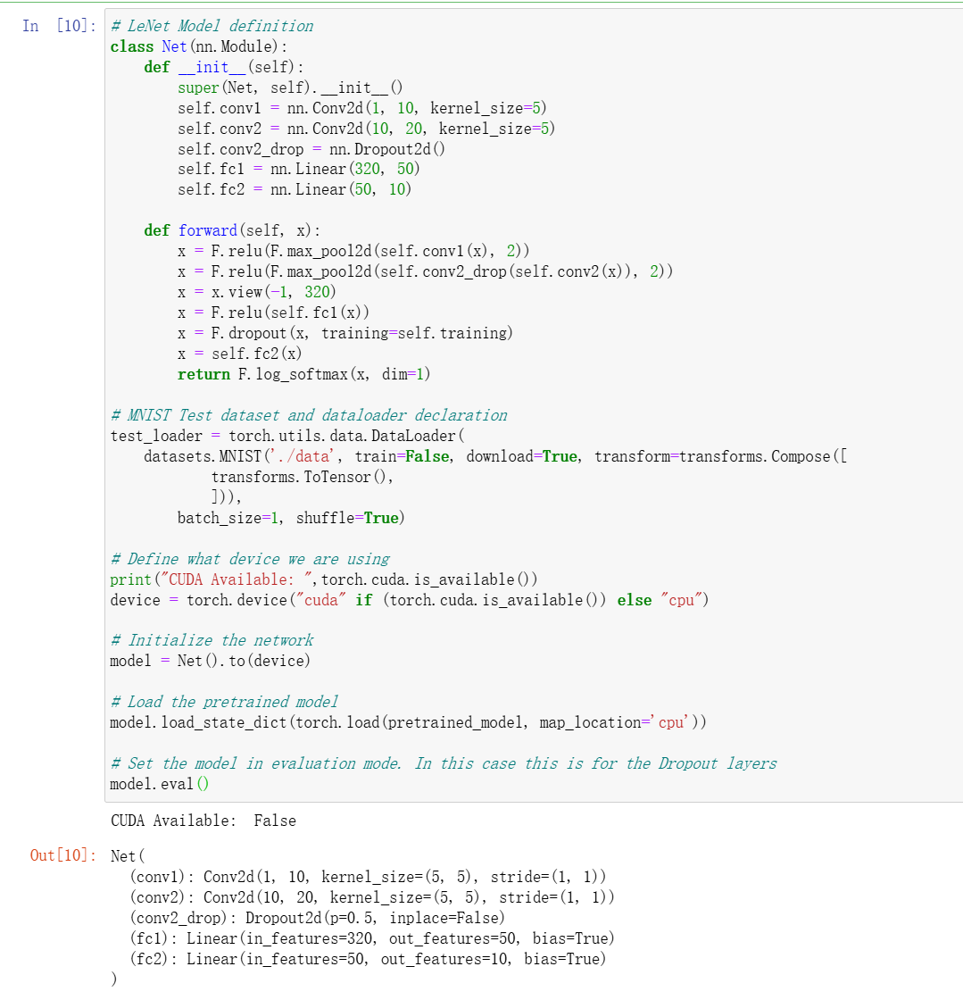 In [10]: # LeNet Model definition
class Net(nn.Module):
    def __init__(self):
        super(Net, self).__init__()
        self.conv1 = nn.Conv2d(1, 10, kernel_size=5)
        self.conv2 = nn.Conv2d(10, 20, kernel_size=5)
        self.conv2_drop = nn.Dropout2d()
        self.fc1 = nn.Linear(320, 50)
        self.fc2 = nn.Linear(50, 10)

    def forward(self, x):
        x = F.relu(F.max_pool2d(self.conv1(x), 2))
        x = F.relu(F.max_pool2d(self.conv2_drop(self.conv2(x)), 2))
        x = x.view(-1, 320)
        x = F.relu(self.fc1(x))
        x = F.dropout(x, training=self.training)
        x = self.fc2(x)
        return F.log_softmax(x, dim=1)

# MNIST Test dataset and dataloader declaration
test_loader = torch.utils.data.DataLoader(
    datasets.MNIST('./data', train=False, download=True, transform=transforms.Compose([
            transforms.ToTensor(),
            ])),
        batch_size=1, shuffle=True)

# Define what device we are using
print("CUDA Available: ",torch.cuda.is_available())
device = torch.device("cuda" if (torch.cuda.is_available()) else "cpu")

# Initialize the network
model = Net().to(device)

# Load the pretrained model
model.load_state_dict(torch.load(pretrained_model, map_location='cpu'))

# Set the model in evaluation mode. In this case this is for the Dropout layers
model.eval()
CUDA Available:  False
Out[10]: Net(
  (conv1): Conv2d(1, 10, kernel_size=(5, 5), stride=(1, 1))
  (conv2): Conv2d(10, 20, kernel_size=(5, 5), stride=(1, 1))
  (conv2_drop): Dropout2d(p=0.5, inplace=False)
  (fc1): Linear(in_features=320, out_features=50, bias=True)
  (fc2): Linear(in_features=50, out_features=10, bias=True)
)